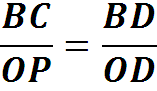 BC/OP = BD/OD